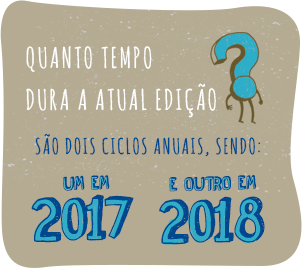 QUANTO TEMPO
DURA A ATUAL EDIÇÃO?
SÃO DOIS CICLOS ANUAIS, SENDO:
UM EM E OUTRO EM
2017 2018